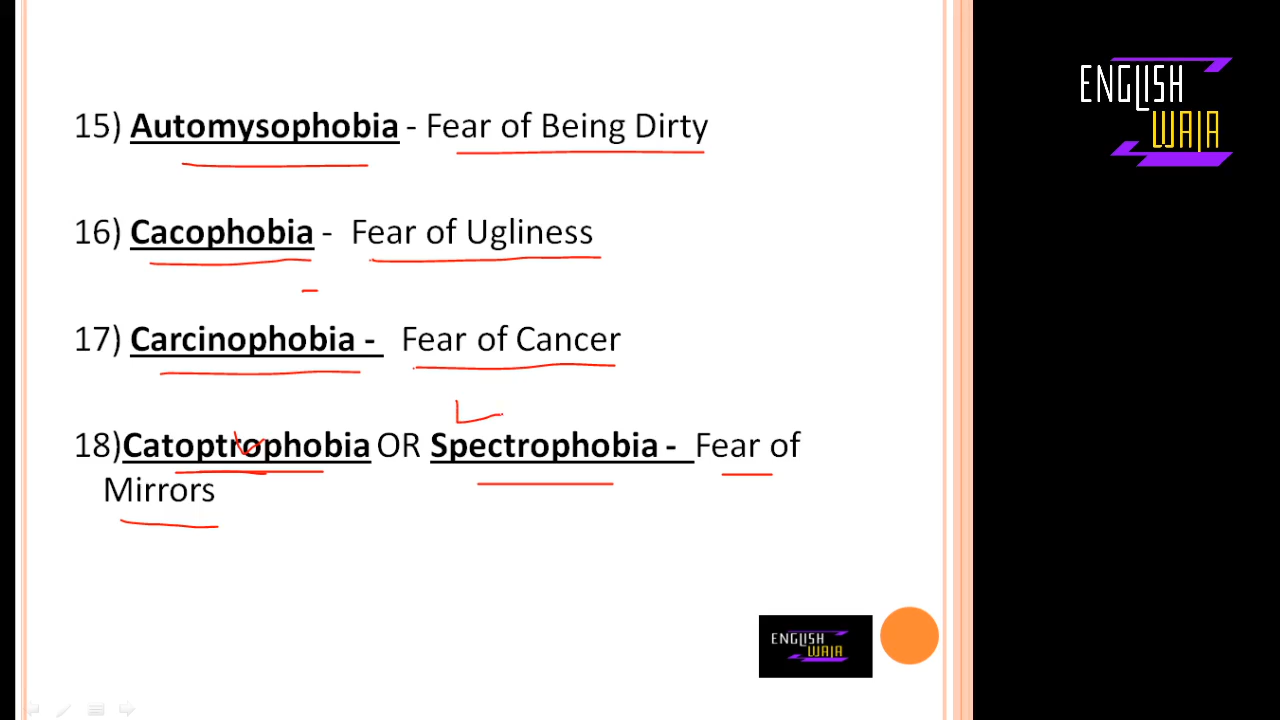 15) Automysophobia - Fear of Being Dirty
16) Cacophobia - Fear of Ugliness
17) Carcinophobia - Fear of Cancer
18)Catoptrophobia OR Spectrophobia - Fear of
Mirrors
ENGLISH
WAJA
ENGLISH
WAJA